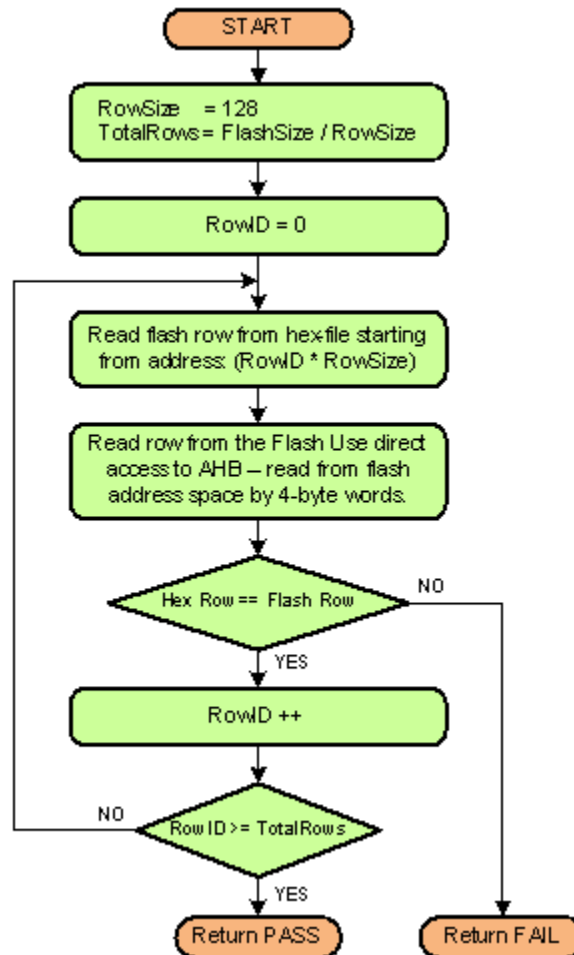 START
RowSize = 128
TotalRows= FlashSize / RowSize
RowID = 0
Read flash row from hex-file starting
from address: (RowID * RowSize)
Read row from the Flash Use direct
access to AHB – read from flash
address space by 4-byte words.
Hex Row == Flash Row
NO
YES
RowID ++
NO
Row ID >= TotalRows
YES
Return PASS
Return FAIL